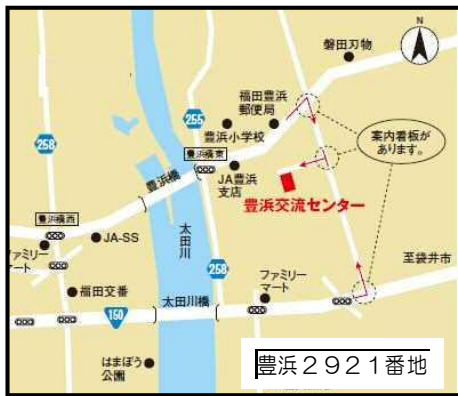 N
磐田刃物
福田豊浜
郵便局
255
豊浜小学校
案内看板が
あります。
258
豊浜橋東
豊浜橋
JA豊浜
支店
豊浜交流センター
豊浜橋西
太田川
ファミリー
マート
JA-SS
258
至袋井市
福田交番
太田川橋
ファミリー
マート
150
はまぼう
公園
豊浜2921番地